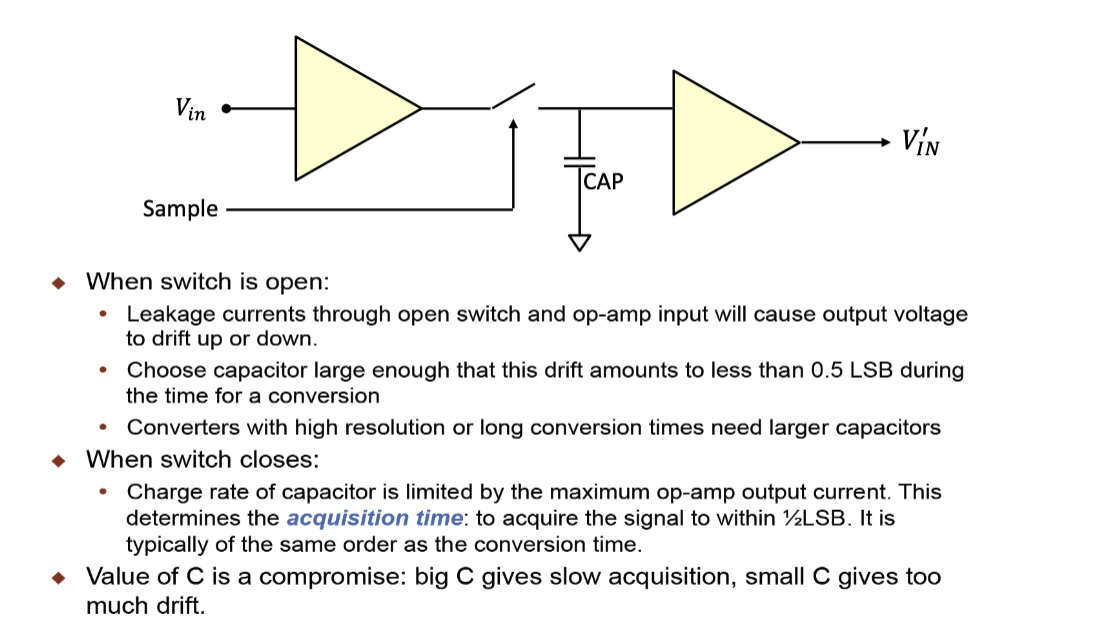 V_in
V'_IN
CAP
Sample
◆ When switch is open:
• Leakage currents through open switch and op-amp input will cause output voltage
to drift up or down.
• Choose capacitor large enough that this drift amounts to less than 0.5 LSB during
the time for a conversion
• Converters with high resolution or long conversion times need larger capacitors
◆ When switch closes:
• Charge rate of capacitor is limited by the maximum op-amp output current. This
determines the acquisition time: to acquire the signal to within ½LSB. It is
typically of the same order as the conversion time.
◆ Value of C is a compromise: big C gives slow acquisition, small C gives too
much drift.